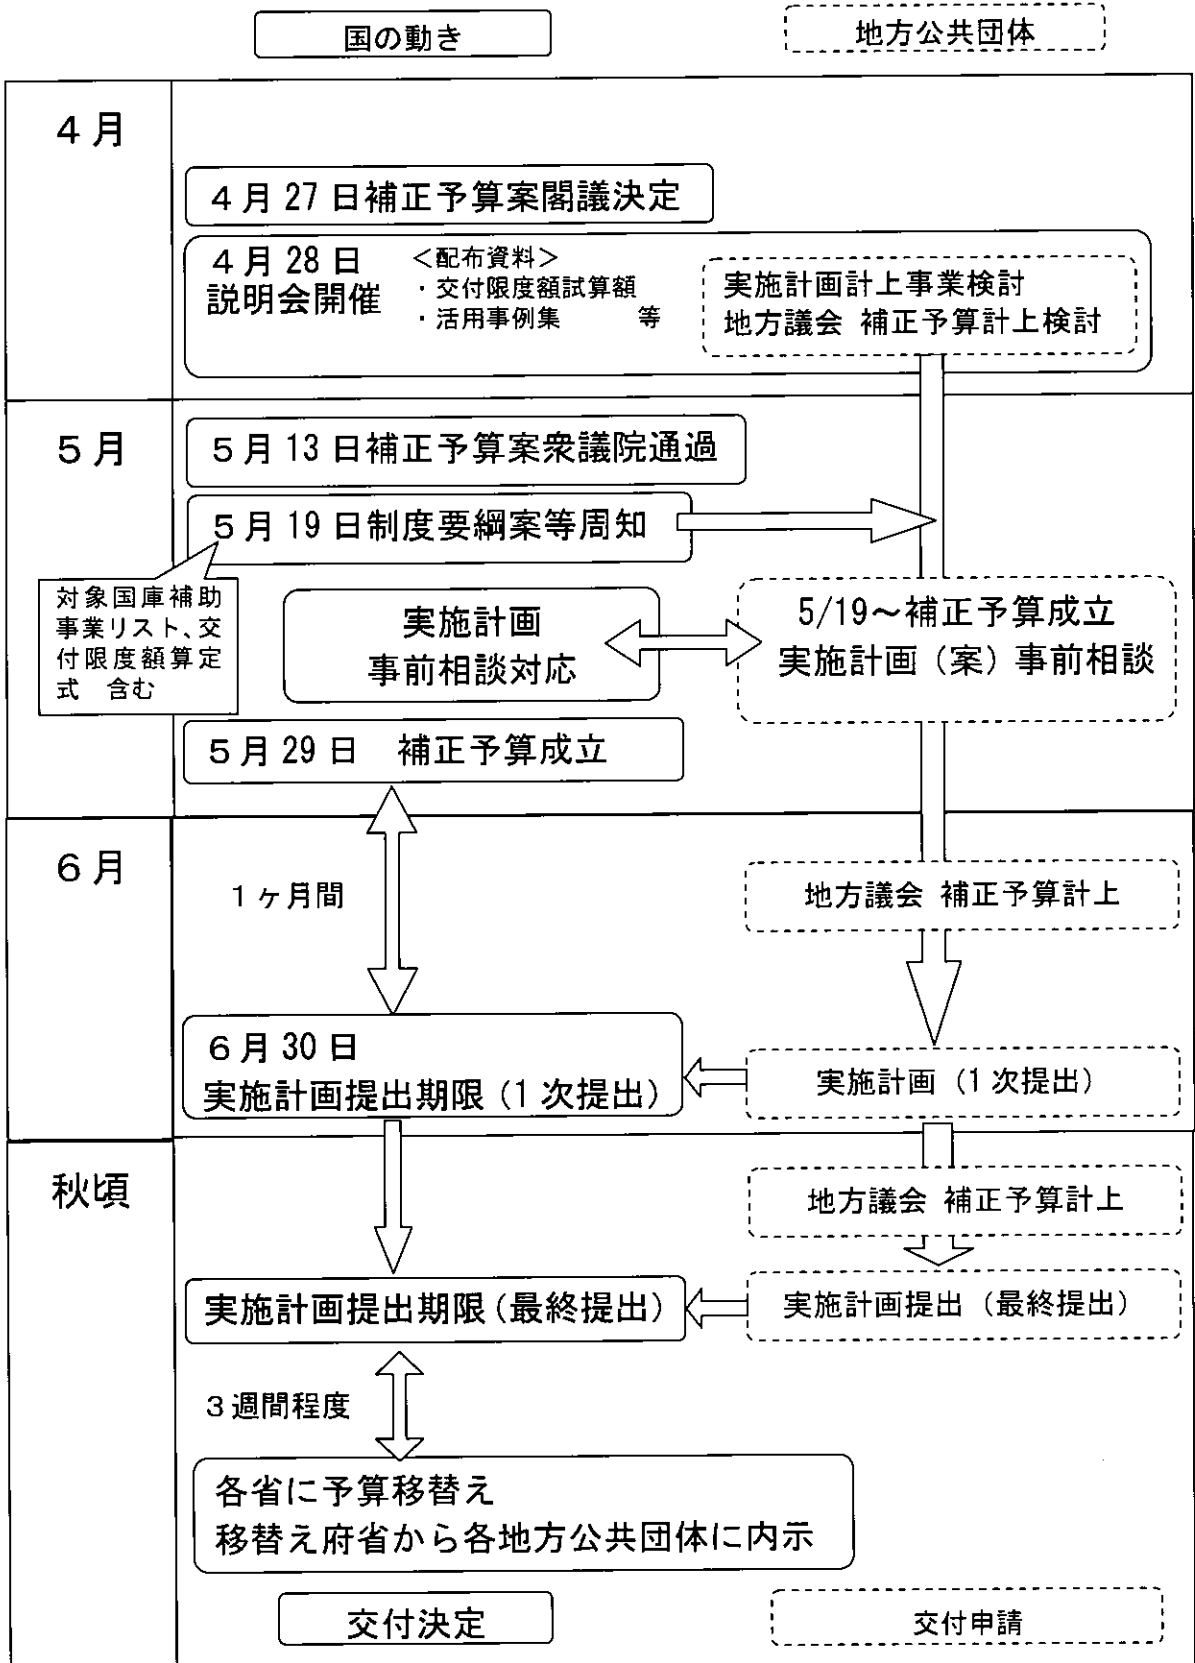 国の動き
地方公共団体
４月
４月 27 日補正予算案閣議決定
４月 28 日
説明会開催
＜配布資料＞
・交付限度額試算額
・活用事例集　　　等
実施計画計上事業検討
地方議会 補正予算計上検討
５月
５月 13 日補正予算案衆議院通過
５月 19 日制度要綱案等周知
対象国庫補助
事業リスト、交
付限度額算定
式　含む
実施計画
事前相談対応
5/19～補正予算成立
実施計画（案）事前相談
５月 29 日　補正予算成立
６月
１ヶ月間
地方議会 補正予算計上
６月 30 日
実施計画提出期限（１次提出）
実施計画（１次提出）
秋頃
地方議会 補正予算計上
実施計画提出期限（最終提出）
実施計画提出（最終提出）
３週間程度
各省に予算移替え
移替え府省から各地方公共団体に内示
交付決定
交付申請